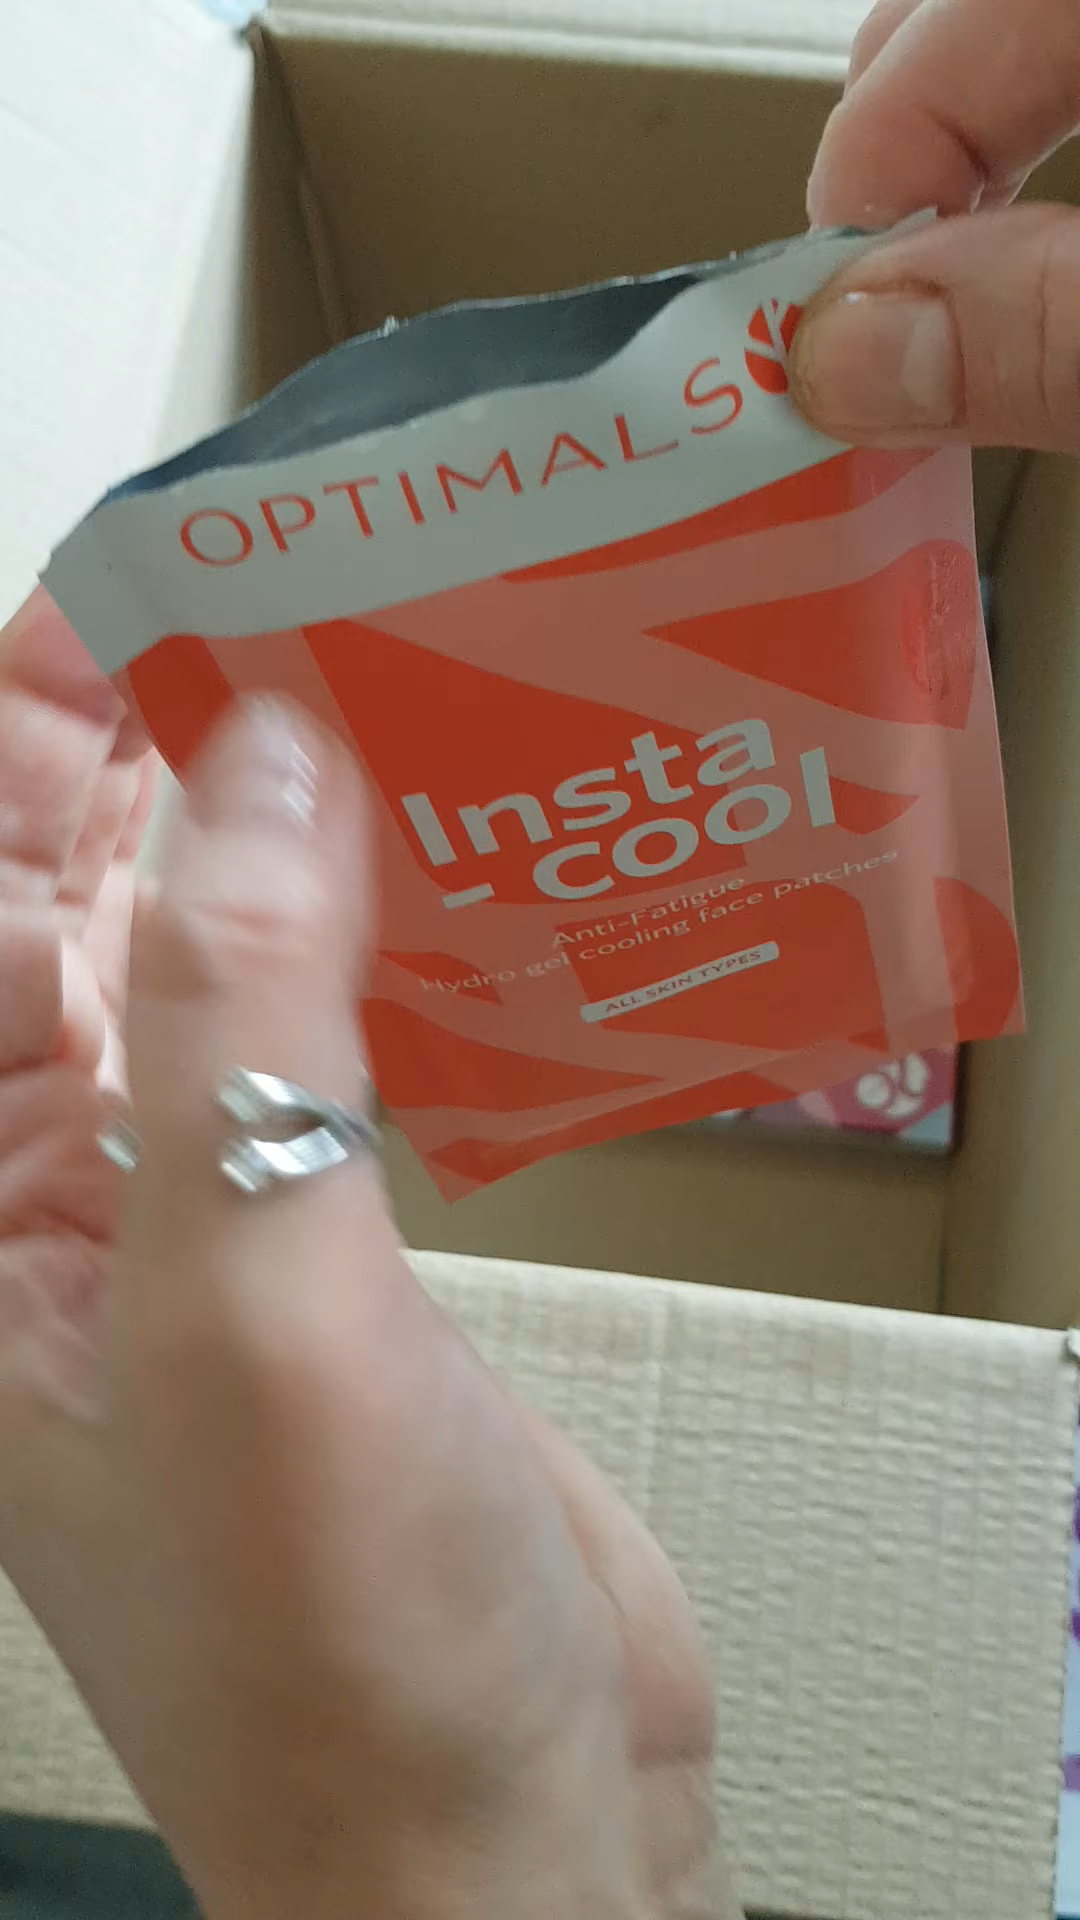 OPTIMALS
Insta
- cool
Anti-Fatigue
Hydro gel cooling face patches
ALL SKIN TYPES